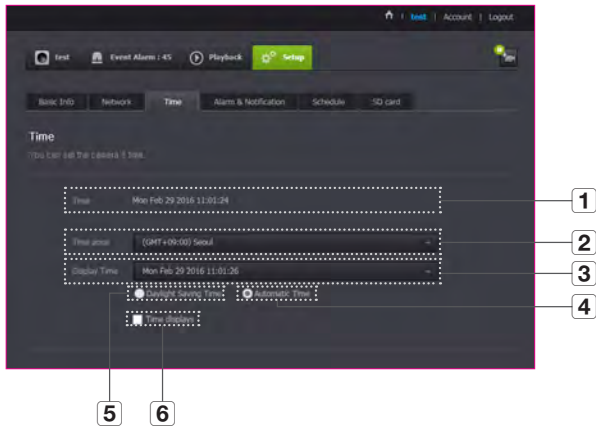 test | Account | Logout
test Event Alarm : 45 Playback Setup
Basic Info Network Time Alarm & Notification Schedule SD card
Time
You can set the camera's time.
Time Mon Feb 29 2016 11:01:24
1
Time zone (GMT+09:00) Seoul
2
Display Time Mon Feb 29 2016 11:01:26
3
Daylight Saving Time Automatic Time
4
Time displays
5 6